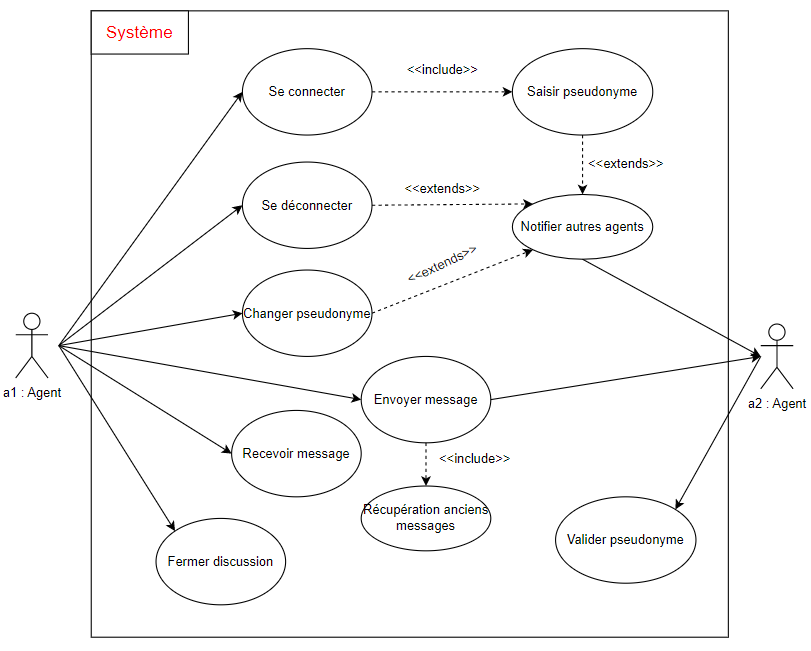 Système
<<include>>
Se connecter
Saisir pseudonyme
<<extends>>
<<extends>>
Se déconnecter
Notifier autres agents
<<extends>>
Changer pseudonyme
a1 : Agent
Envoyer message
a2 : Agent
Recevoir message
<<include>>
Récupération anciens
messages
Valider pseudonyme
Fermer discussion